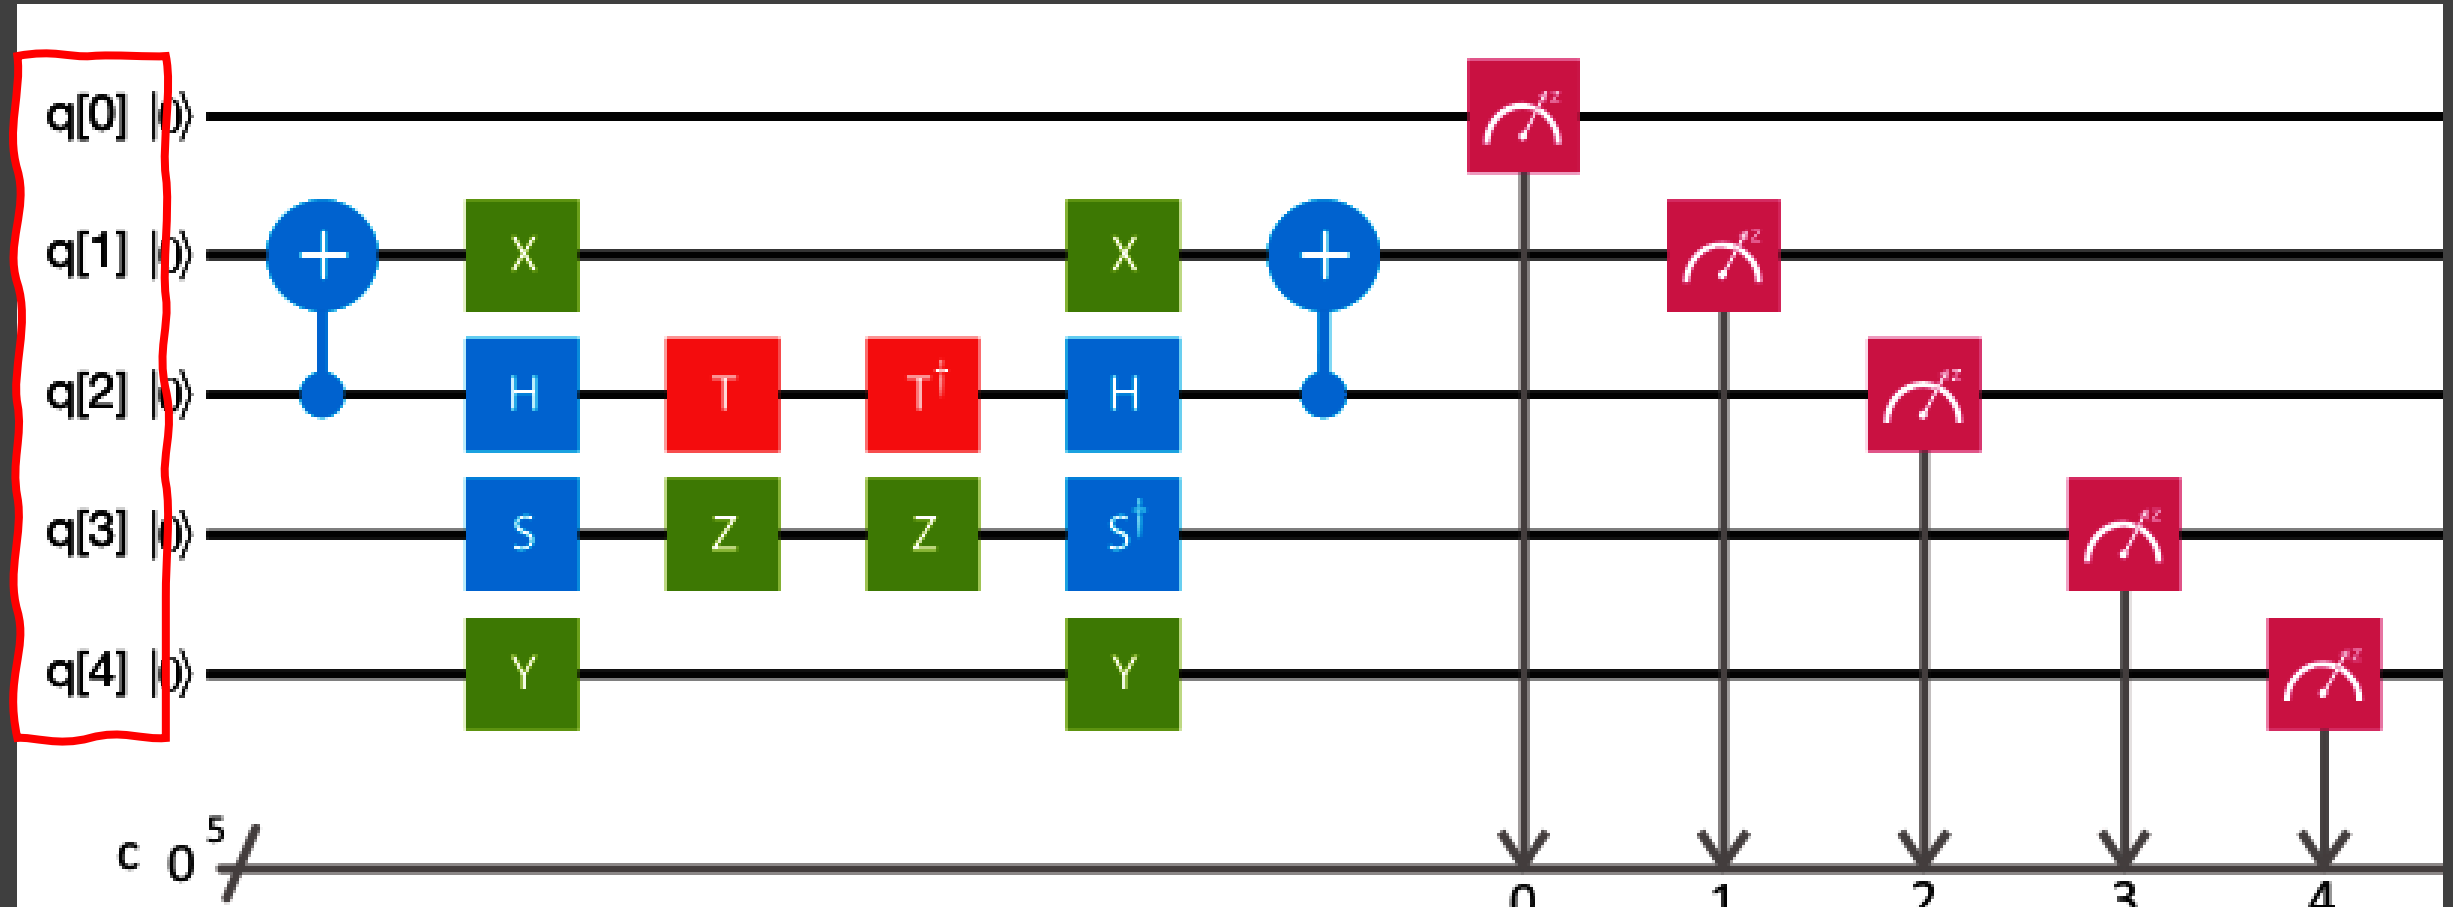 q[0] |0⟩ z
q[1] |0⟩ + X X + z
q[2] |0⟩ H T T† H z
q[3] |0⟩ S Z Z S† z
q[4] |0⟩ Y Y z
c 0 5
0 1 2 3 4